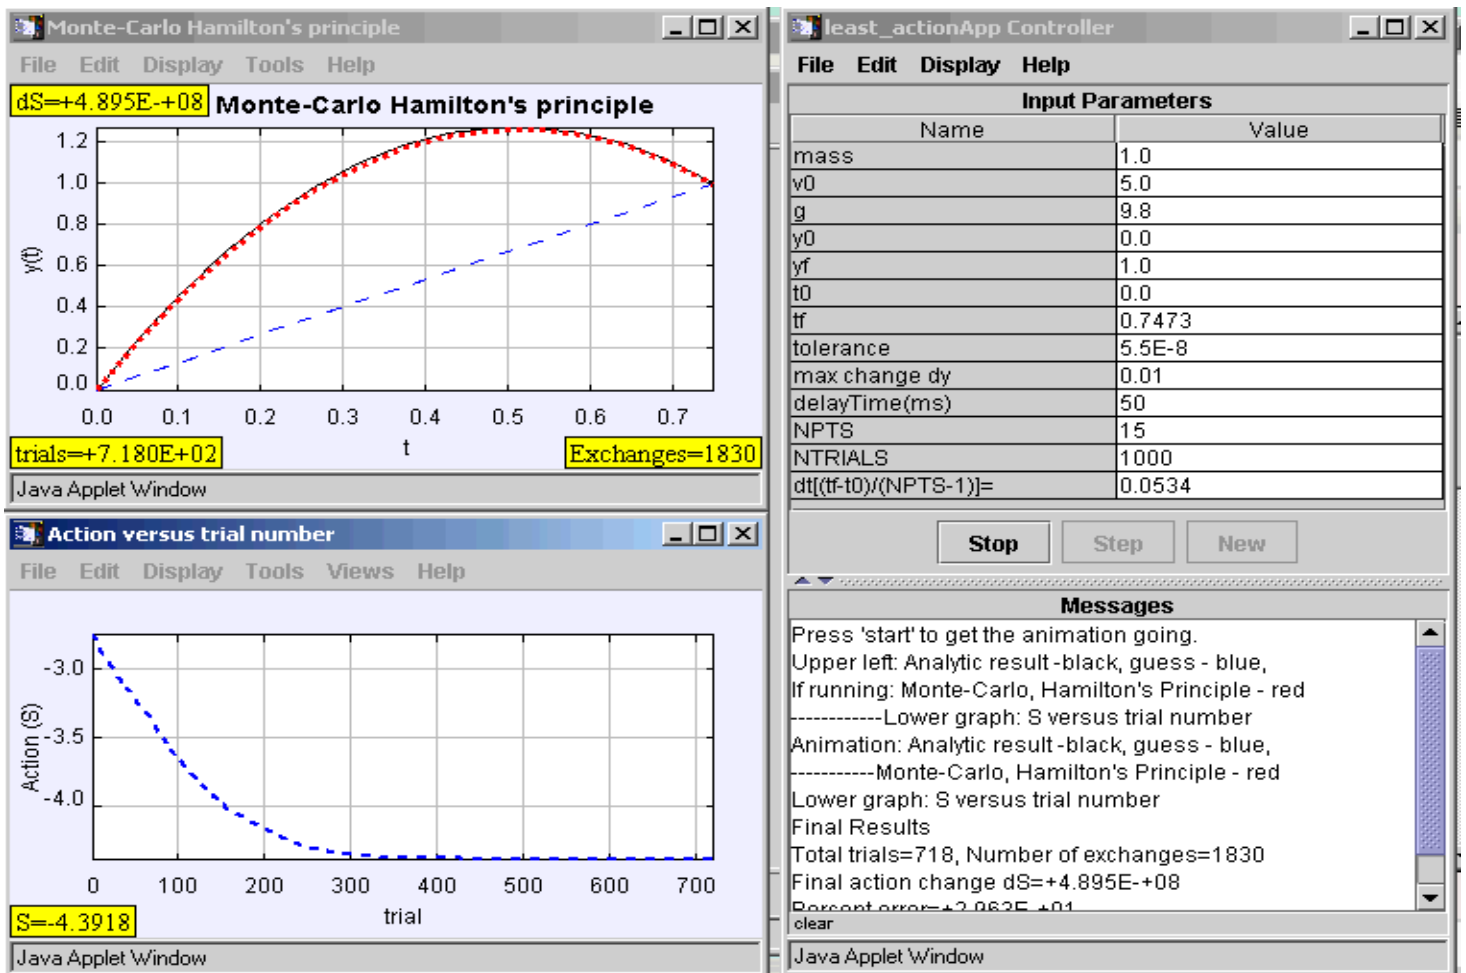 Monte-Carlo Hamilton's principle
File Edit Display Tools Help
dS=+4.895E-+08 Monte-Carlo Hamilton's principle
1.2
1.0
0.8
0.6
0.4
0.2
0.0
y(t)
0.0 0.1 0.2 0.3 0.4 0.5 0.6 0.7
t
trials=+7.180E+02
Exchanges=1830
Java Applet Window
Action versus trial number
File Edit Display Tools Views Help
-3.0
-3.5
-4.0
Action (S)
0 100 200 300 400 500 600 700
trial
S=-4.3918
Java Applet Window
least_actionApp Controller
File Edit Display Help
Input Parameters
Name Value
mass 1.0
v0 5.0
g 9.8
y0 0.0
yf 1.0
t0 0.0
tf 0.7473
tolerance 5.5E-8
max change dy 0.01
delayTime(ms) 50
NPTS 15
NTRIALS 1000
dt[(tf-t0)/(NPTS-1)]= 0.0534
Stop Step New
Messages
Press 'start' to get the animation going.
Upper left: Analytic result -black, guess - blue,
If running: Monte-Carlo, Hamilton's Principle - red
------------Lower graph: S versus trial number
Animation: Analytic result -black, guess - blue,
-----------Monte-Carlo, Hamilton's Principle - red
Lower graph: S versus trial number
Final Results
Total trials=718, Number of exchanges=1830
Final action change dS=+4.895E-+08
Percent error=+2.963E-+01
clear
Java Applet Window